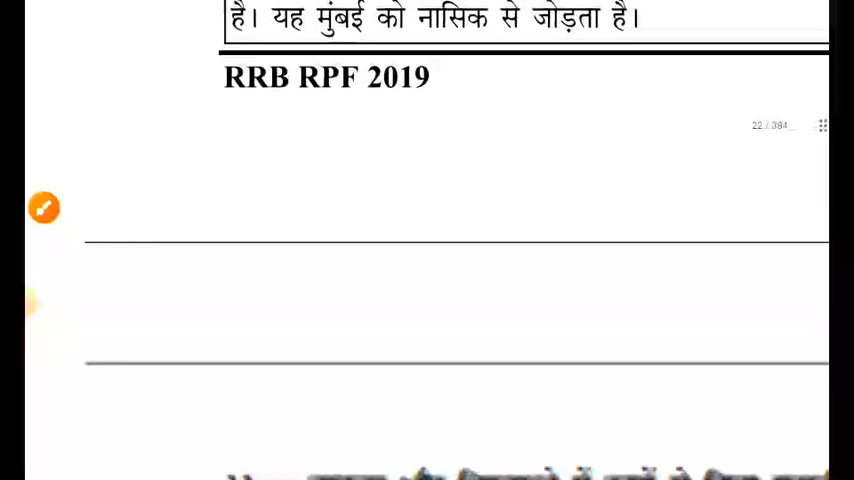 है। यह मुंबई को नासिक से जोड़ता है।
RRB RPF 2019
22 / 384